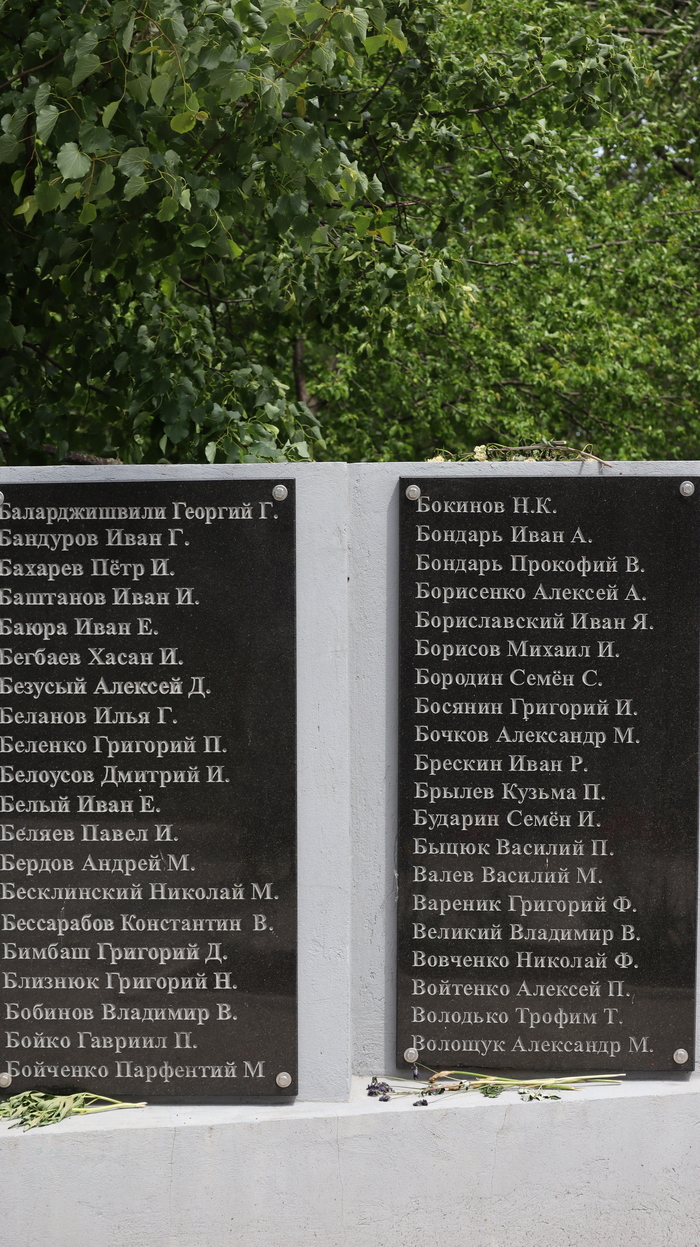 Баларджишвили Георгий Г.
Бандуров Иван Г.
Бахарев Пётр И.
Баштанов Иван И.
Баюра Иван Е.
Бегбаев Хасан И.
Безусый Алексей Д.
Беланов Илья Г.
Беленко Григорий П.
Белоусов Дмитрий И.
Белый Иван Е.
Беляев Павел И.
Бердов Андрей М.
Бесклинский Николай М.
Бессарабов Константин В.
Бимбаш Григорий Д.
Близнюк Григорий Н.
Бобинов Владимир В.
Бойко Гавриил П.
Бойченко Парфентий М
Бокинов Н.К.
Бондарь Иван А.
Бондарь Прокофий В.
Борисенко Алексей А.
Бориславский Иван Я.
Борисов Михаил И.
Бородин Семён С.
Босянин Григорий И.
Бочков Александр М.
Брескин Иван Р.
Брылев Кузьма П.
Бударин Семён И.
Быцюк Василий П.
Валев Василий М.
Вареник Григорий Ф.
Великий Владимир В.
Вовченко Николай Ф.
Войтенко Алексей П.
Володько Трофим Т.
Волощук Александр М.